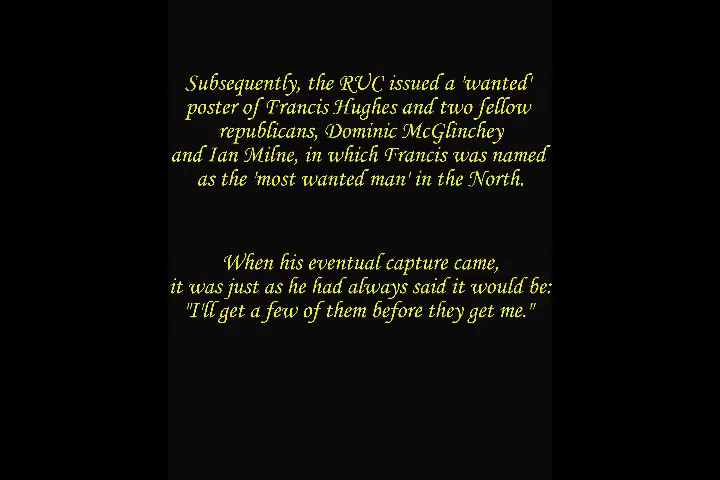 Subsequently, the RUC issued a 'wanted'
poster of Francis Hughes and two fellow
republicans, Dominic McGlinchey
and Ian Milne, in which Francis was named
as the 'most wanted man' in the North.
When his eventual capture came,
it was just as he had always said it would be:
"I'll get a few of them before they get me."